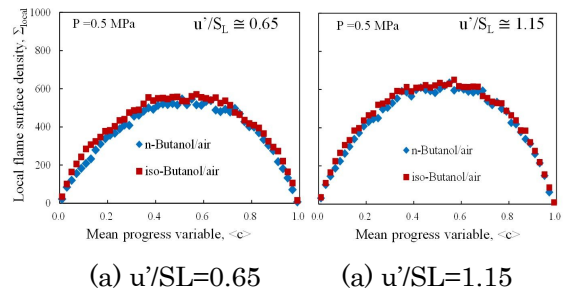 Local flame surface density, Σlocal
1000
800
600
400
200
0
P =0.5 MPa
u'/SL ≅ 0.65
n-Butanol/air
iso-Butanol/air
0.0 0.2 0.4 0.6 0.8 1.0
Mean progress variable, <c>
P =0.5 MPa
u'/SL ≅ 1.15
n-Butanol/air
iso-Butanol/air
0.0 0.2 0.4 0.6 0.8 1.0
Mean progress variable, <c>
(a) u'/SL=0.65
(a) u'/SL=1.15